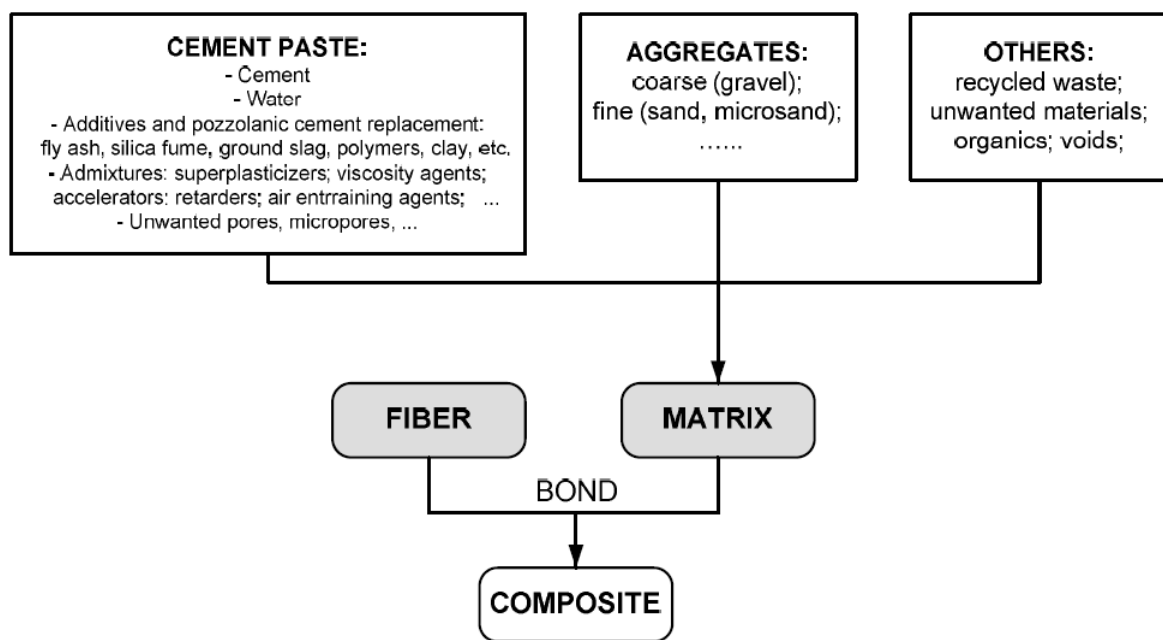 CEMENT PASTE:
- Cement
- Water
- Additives and pozzolanic cement replacement:
fly ash, silica fume, ground slag, polymers, clay, etc.
- Admixtures: superplasticizers; viscosity agents;
accelerators: retarders; air entrraining agents; ...
- Unwanted pores, micropores, ...
AGGREGATES:
coarse (gravel);
fine (sand, microsand);
......
OTHERS:
recycled waste;
unwanted materials;
organics; voids;
FIBER
MATRIX
BOND
COMPOSITE